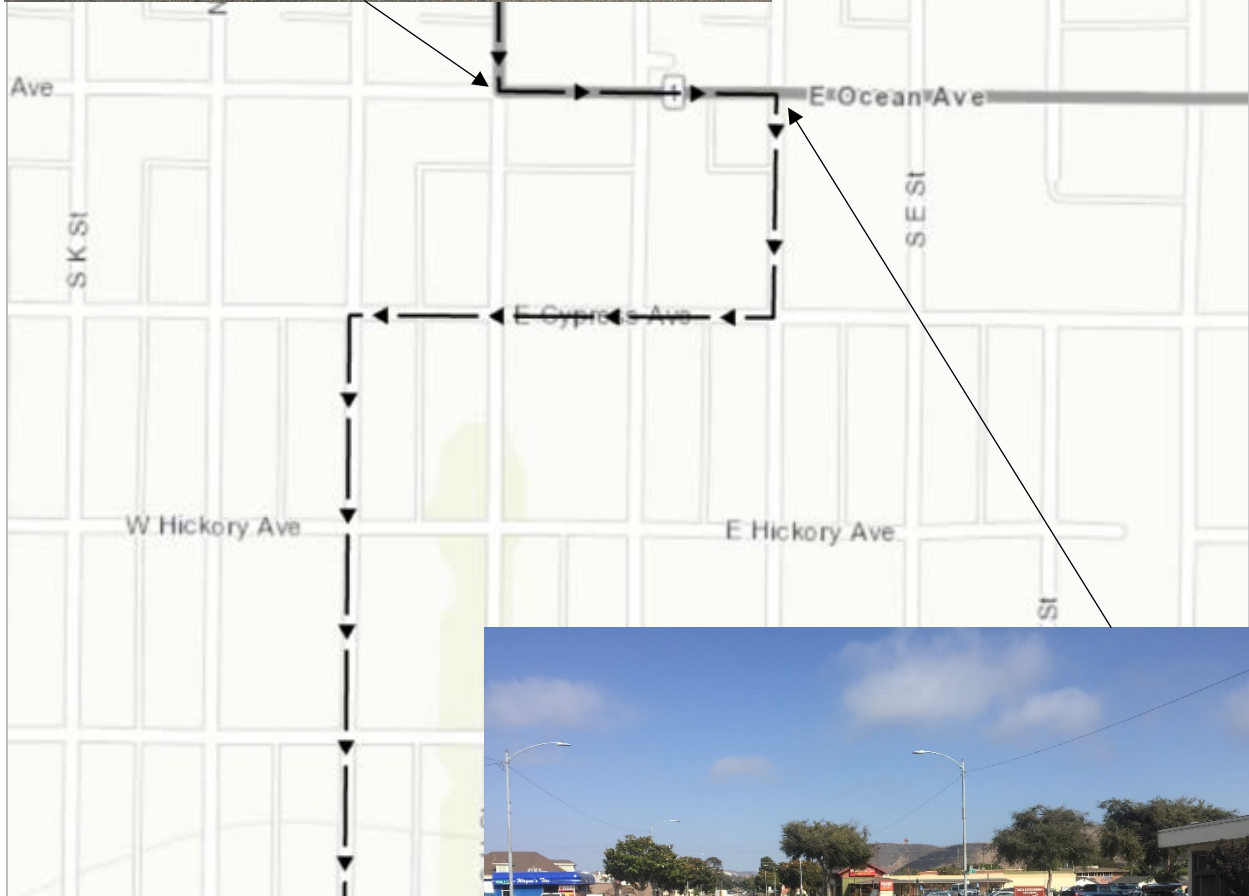 N
Ave
E Ocean Ave
S K St
S E St
E Cypress Ave
W Hickory Ave
E Hickory Ave
St